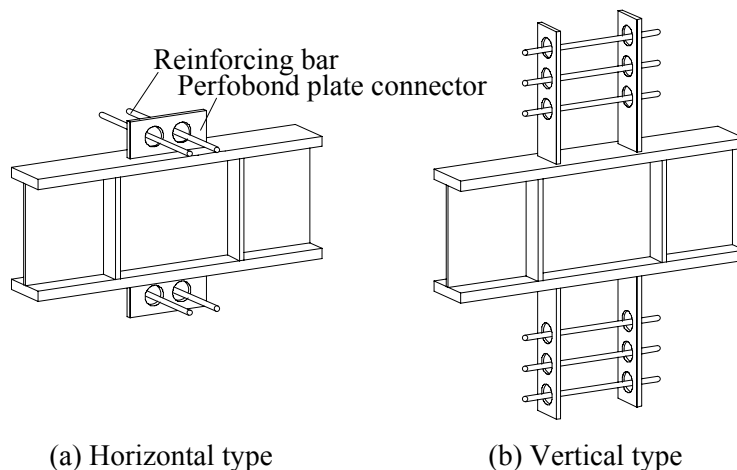 Reinforcing bar
Perfobond plate connector
(a) Horizontal type
(b) Vertical type